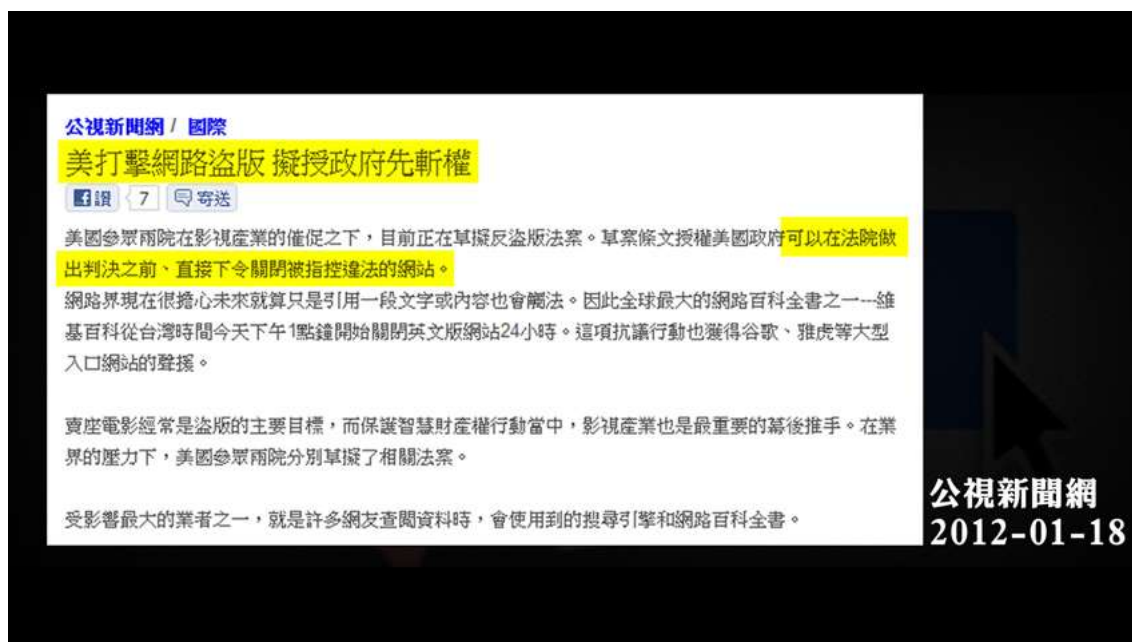 公視新聞網 / 國際
美打擊網路盜版 擬授政府先斬權
讚 7 寄送
美國參眾兩院在影視產業的催促之下，目前正在草擬反盜版法案。草案條文授權美國政府可以在法院做
出判決之前、直接下令關閉被指控違法的網站。
網路界現在很擔心未來就算只是引用一段文字或內容也會觸法。因此全球最大的網路百科全書之一---維
基百科從台灣時間今天下午1點鐘開始關閉英文版網站24小時。這項抗議行動也獲得谷歌、雅虎等大型
入口網站的聲援。
賣座電影經常是盜版的主要目標，而保護智慧財產權行動當中，影視產業也是最重要的幕後推手。在業
界的壓力下，美國參眾兩院分別草擬了相關法案。
受影響最大的業者之一，就是許多網友查閱資料時，會使用到的搜尋引擎和網路百科全書。
公視新聞網
2012-01-18